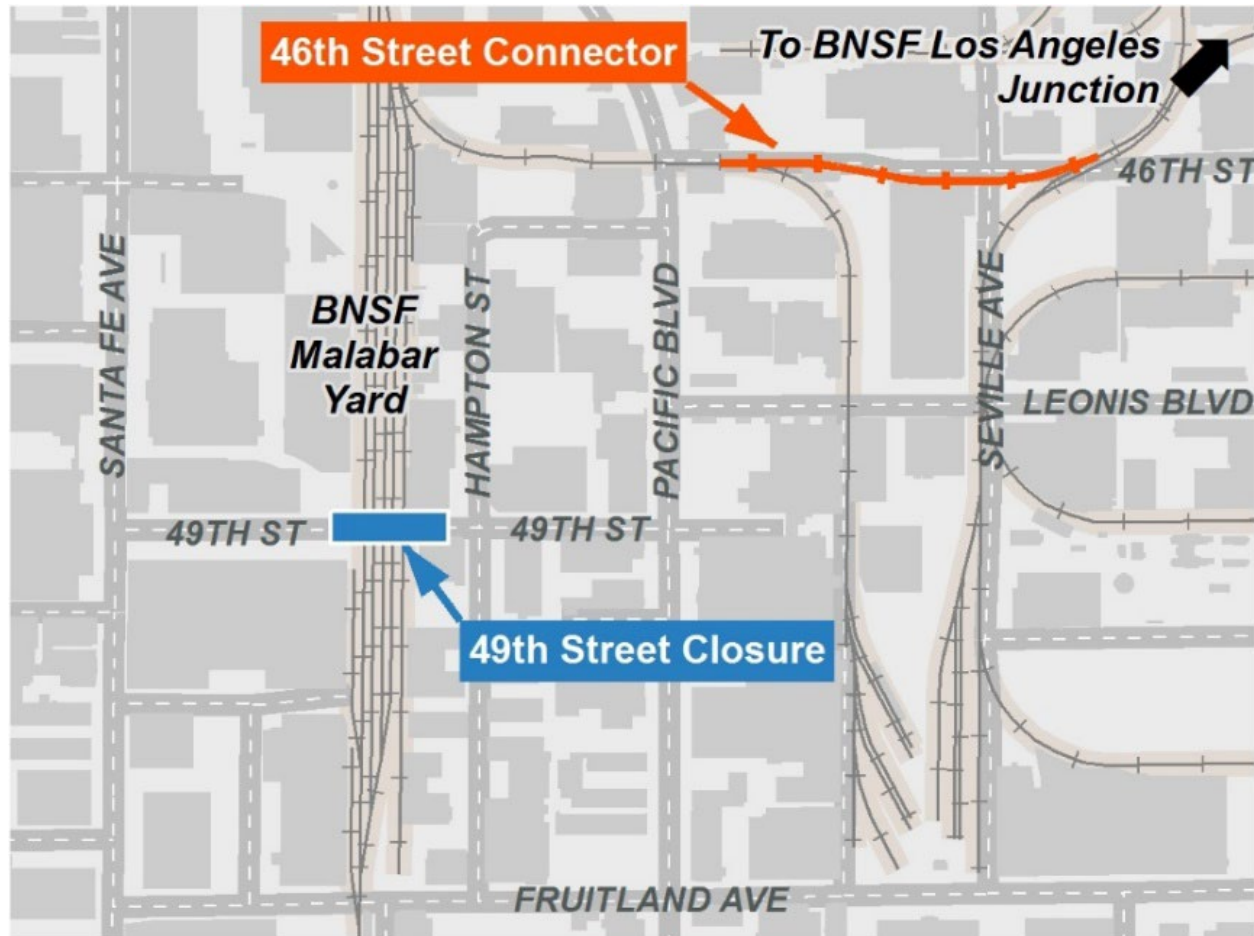 46th Street Connector
To BNSF Los Angeles
Junction
46TH ST
SANTA FE AVE
BNSF
Malabar
Yard
HAMPTON ST
PACIFIC BLVD
SEVILLE AVE
LEONIS BLVD
49TH ST
49TH ST
49th Street Closure
FRUITLAND AVE